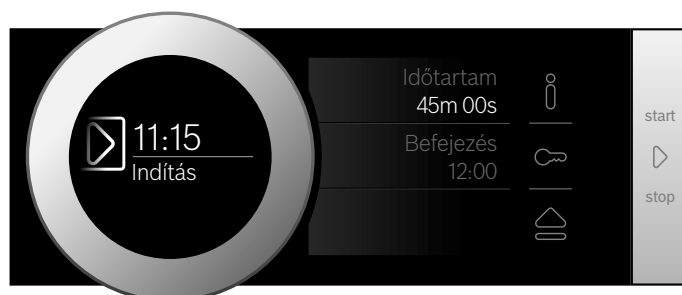 11:15
Indítás
Időtartam
45m 00s
Befejezés
12:00
start
stop